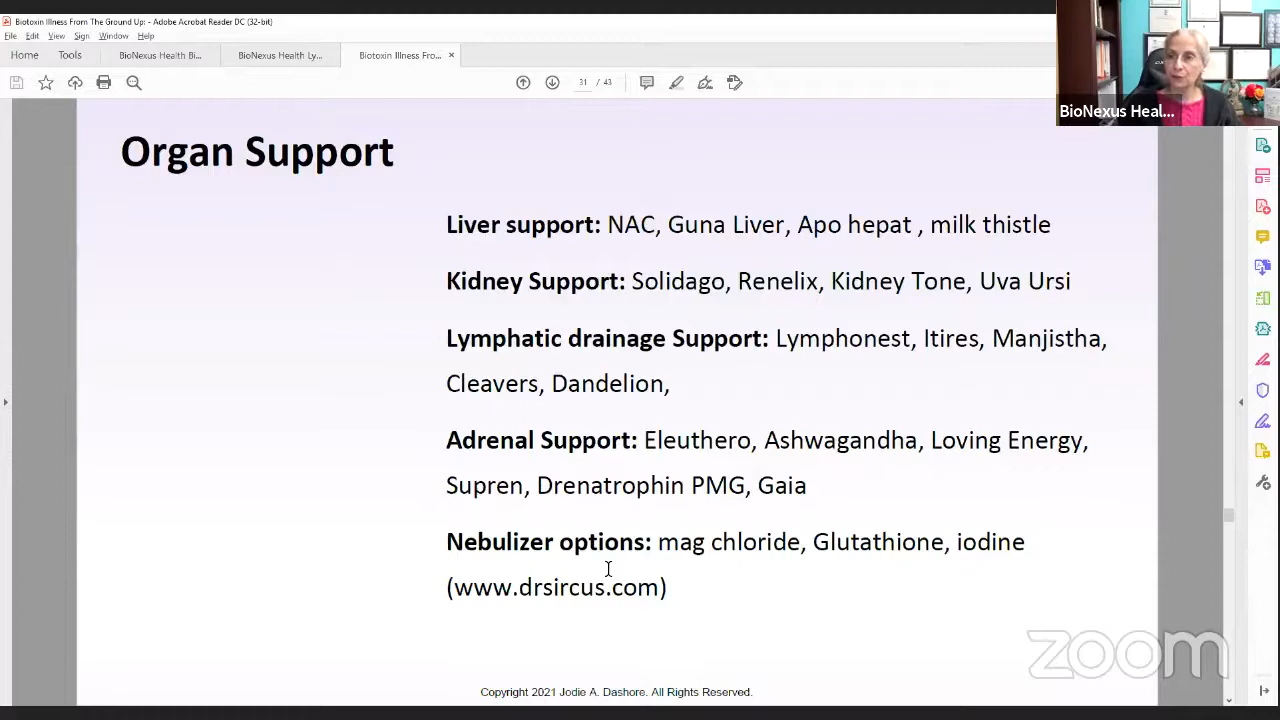 Biotoxin Illness From The Ground Up: - Adobe Acrobat Reader DC (32-bit)
File Edit View Sign Window Help
Home Tools BioNexus Health Bi... BioNexus Health Ly... Biotoxin Illness Fro... ×
31 / 43
BioNexus Heal...
Organ Support
Liver support: NAC, Guna Liver, Apo hepat , milk thistle
Kidney Support: Solidago, Renelix, Kidney Tone, Uva Ursi
Lymphatic drainage Support: Lymphonest, Itires, Manjistha,
Cleavers, Dandelion,
Adrenal Support: Eleuthero, Ashwagandha, Loving Energy,
Supren, Drenatrophin PMG, Gaia
Nebulizer options: mag chloride, Glutathione, iodine
(www.drsircus.com)
zoom
Copyright 2021 Jodie A. Dashore. All Rights Reserved.